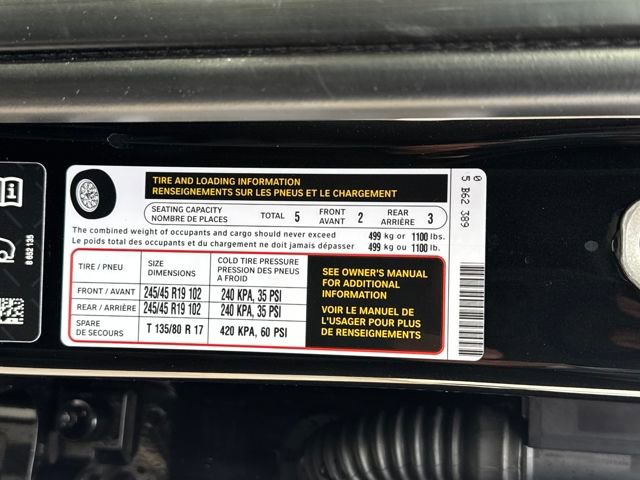 TIRE AND LOADING INFORMATION
RENSEIGNEMENTS SUR LES PNEUS ET LE CHARGEMENT
SEATING CAPACITY
NOMBRE DE PLACES
TOTAL 5
FRONT
AVANT 2
REAR
ARRIÈRE 3
The combined weight of occupants and cargo should never exceed 499 kg or 1100 lbs.
Le poids total des occupants et du chargement ne doit jamais dépasser 499 kg ou 1100 lb.
TIRE / PNEU
SIZE
DIMENSIONS
COLD TIRE PRESSURE
PRESSION DES PNEUS
A FROID
FRONT / AVANT 245/45 R19 102 240 KPA, 35 PSI
REAR / ARRIÈRE 245/45 R19 102 240 KPA, 35 PSI
SPARE
DE SECOURS T 135/80 R 17 420 KPA, 60 PSI
SEE OWNER'S MANUAL
FOR ADDITIONAL
INFORMATION
VOIR LE MANUEL DE
L'USAGER POUR PLUS
DE RENSEIGNEMENTS
0
5 B62 389
8 652 135